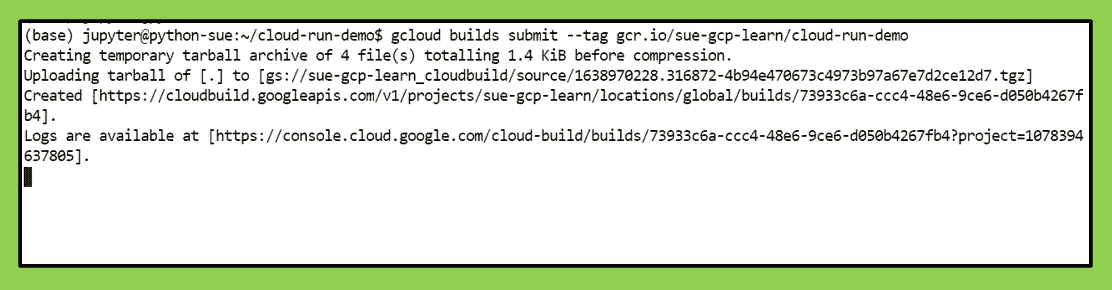 (base) jupyter@python-sue:~/cloud-run-demo$ gcloud builds submit --tag gcr.io/sue-gcp-learn/cloud-run-demo
Creating temporary tarball archive of 4 file(s) totalling 1.4 KiB before compression.
Uploading tarball of [.] to [gs://sue-gcp-learn_cloudbuild/source/1638970228.316872-4b94e470673c4973b97a67e7d2ce12d7.tgz]
Created [https://cloudbuild.googleapis.com/v1/projects/sue-gcp-learn/locations/global/builds/73933c6a-ccc4-48e6-9ce6-d050b4267f
b4].
Logs are available at [https://console.cloud.google.com/cloud-build/builds/73933c6a-ccc4-48e6-9ce6-d050b4267fb4?project=1078394
637805].